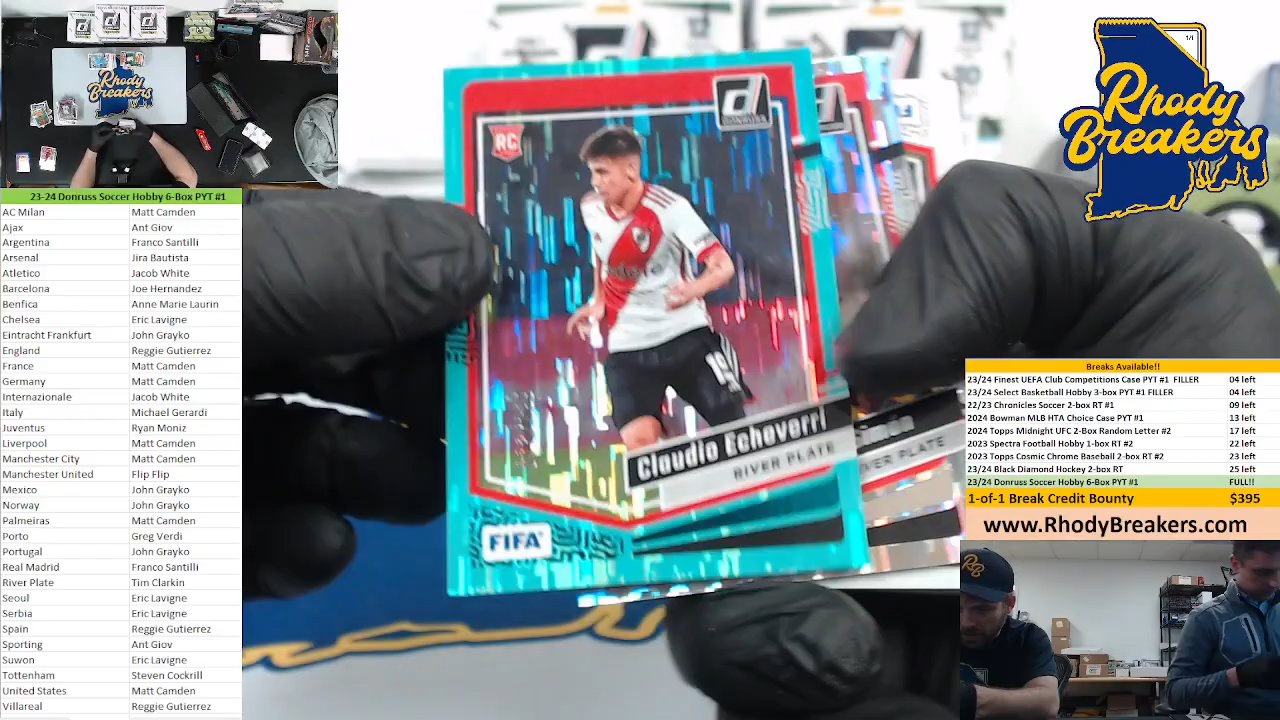 23-24 Donruss Soccer Hobby 6-Box PYT #1
AC Milan Matt Camden
Ajax Ant Giov
Argentina Franco Santilli
Arsenal Jira Bautista
Atletico Jacob White
Barcelona Joe Hernandez
Benfica Anne Marie Laurin
Chelsea Eric Lavigne
Eintracht Frankfurt John Grayko
England Reggie Gutierrez
France Matt Camden
Germany Matt Camden
Internazionale Jacob White
Italy Michael Gerardi
Juventus Ryan Moniz
Liverpool Matt Camden
Manchester City Matt Camden
Manchester United Flip Flip
Mexico John Grayko
Norway John Grayko
Palmeiras Matt Camden
Porto Greg Verdi
Portugal John Grayko
Real Madrid Franco Santilli
River Plate Tim Clarkin
Seoul Eric Lavigne
Serbia Eric Lavigne
Spain Reggie Gutierrez
Sporting Ant Giov
Suwon Eric Lavigne
Tottenham Steven Cockrill
United States Matt Camden
Villareal Reggie Gutierrez
Rhody
Breakers
RC
d
DONRUSS
19
Claudio Echeverri
RIVER PLATE
FIFA
VER PLATE
1/1
Rhody
Breakers
Breaks Available!!
23/24 Finest UEFA Club Competitions Case PYT #1 FILLER 04 left
23/24 Select Basketball Hobby 3-box PYT #1 FILLER 04 left
22/23 Chronicles Soccer 2-box RT #1 09 left
2024 Bowman MLB HTA Choice Case PYT #1 13 left
2024 Topps Midnight UFC 2-Box Random Letter #2 17 left
2023 Spectra Football Hobby 1-box RT #2 22 left
2023 Topps Cosmic Chrome Baseball 2-box RT #2 23 left
23/24 Black Diamond Hockey 2-box RT 25 left
23/24 Donruss Soccer Hobby 6-Box PYT #1 FULL!!
1-of-1 Break Credit Bounty $395
www.RhodyBreakers.com
RB